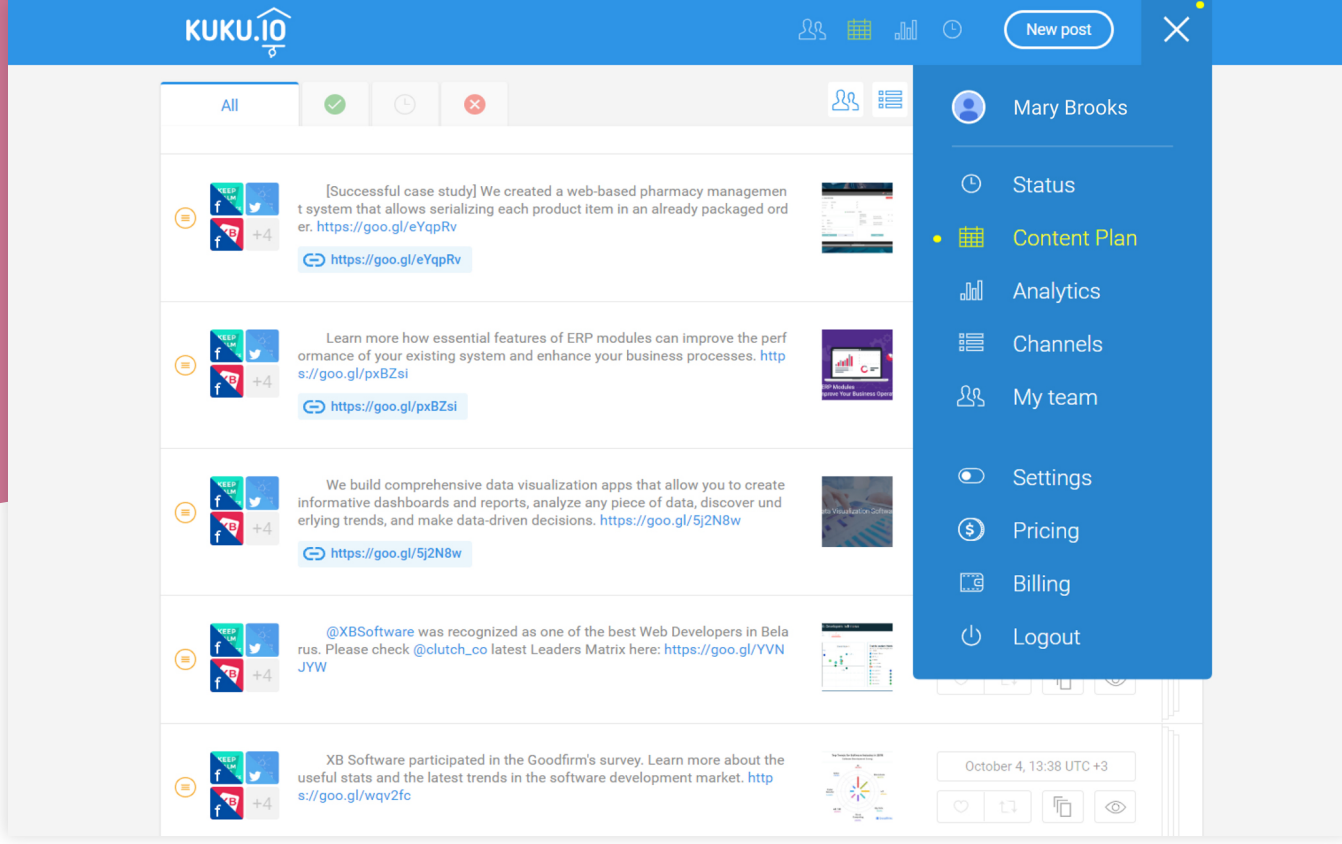 KUKU.IO
New post
All
Mary Brooks
[Successful case study] We created a web-based pharmacy managemen
t system that allows serializing each product item in an already packaged ord
er. https://goo.gl/eYqpRv
+4
https://goo.gl/eYqpRv
Status
Content Plan
Analytics
Channels
My team
Settings
Pricing
Billing
Logout
Learn more how essential features of ERP modules can improve the perf
ormance of your existing system and enhance your business processes. http
s://goo.gl/pxBZsi
+4
https://goo.gl/pxBZsi
ERP Modules
We build comprehensive data visualization apps that allow you to create
informative dashboards and reports, analyze any piece of data, discover und
erlying trends, and make data-driven decisions. https://goo.gl/5j2N8w
+4
https://goo.gl/5j2N8w
@XBSoftware was recognized as one of the best Web Developers in Bela
rus. Please check @clutch_co latest Leaders Matrix here: https://goo.gl/YVN
JYW
+4
XB Software participated in the Goodfirm's survey. Learn more about the
useful stats and the latest trends in the software development market. http
s://goo.gl/wqv2fc
+4
October 4, 13:38 UTC +3